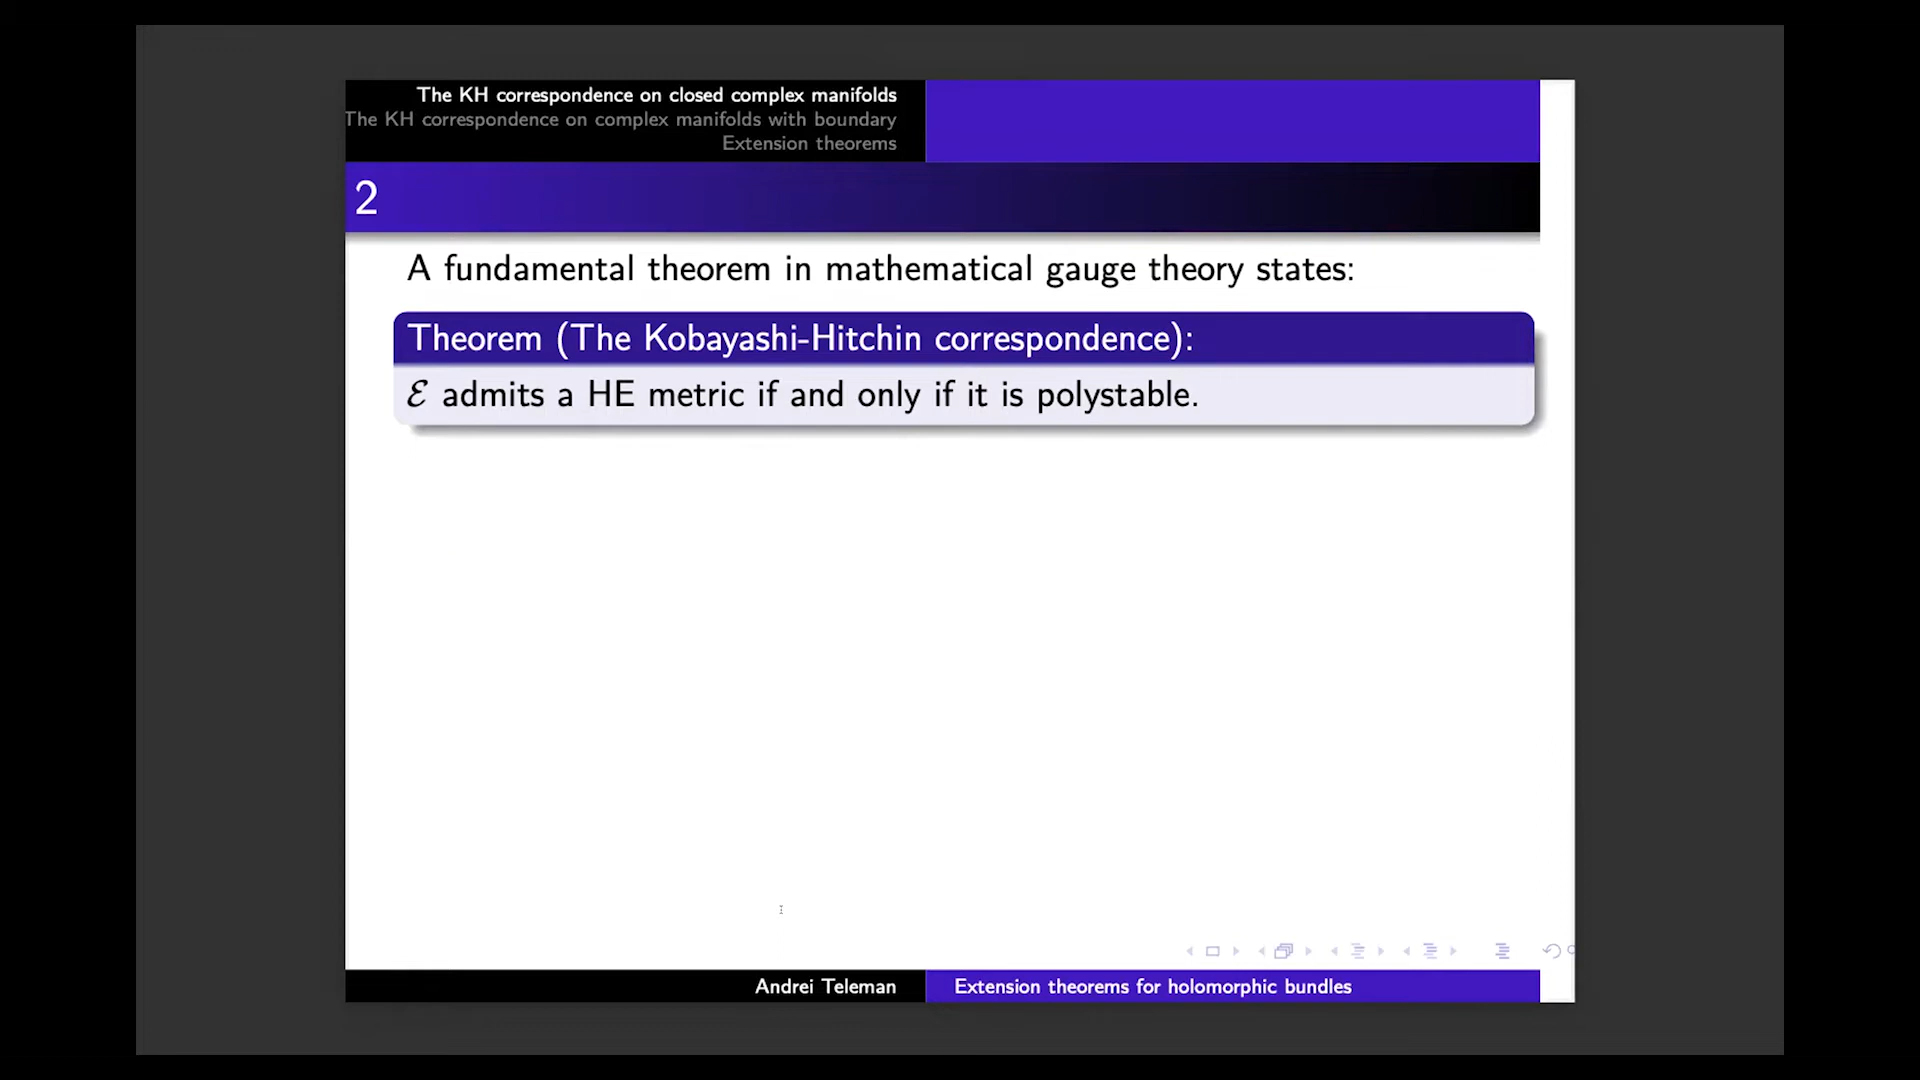 The KH correspondence on closed complex manifolds
The KH correspondence on complex manifolds with boundary
Extension theorems
2
A fundamental theorem in mathematical gauge theory states:
Theorem (The Kobayashi-Hitchin correspondence):
ℰ admits a HE metric if and only if it is polystable.
Andrei Teleman
Extension theorems for holomorphic bundles